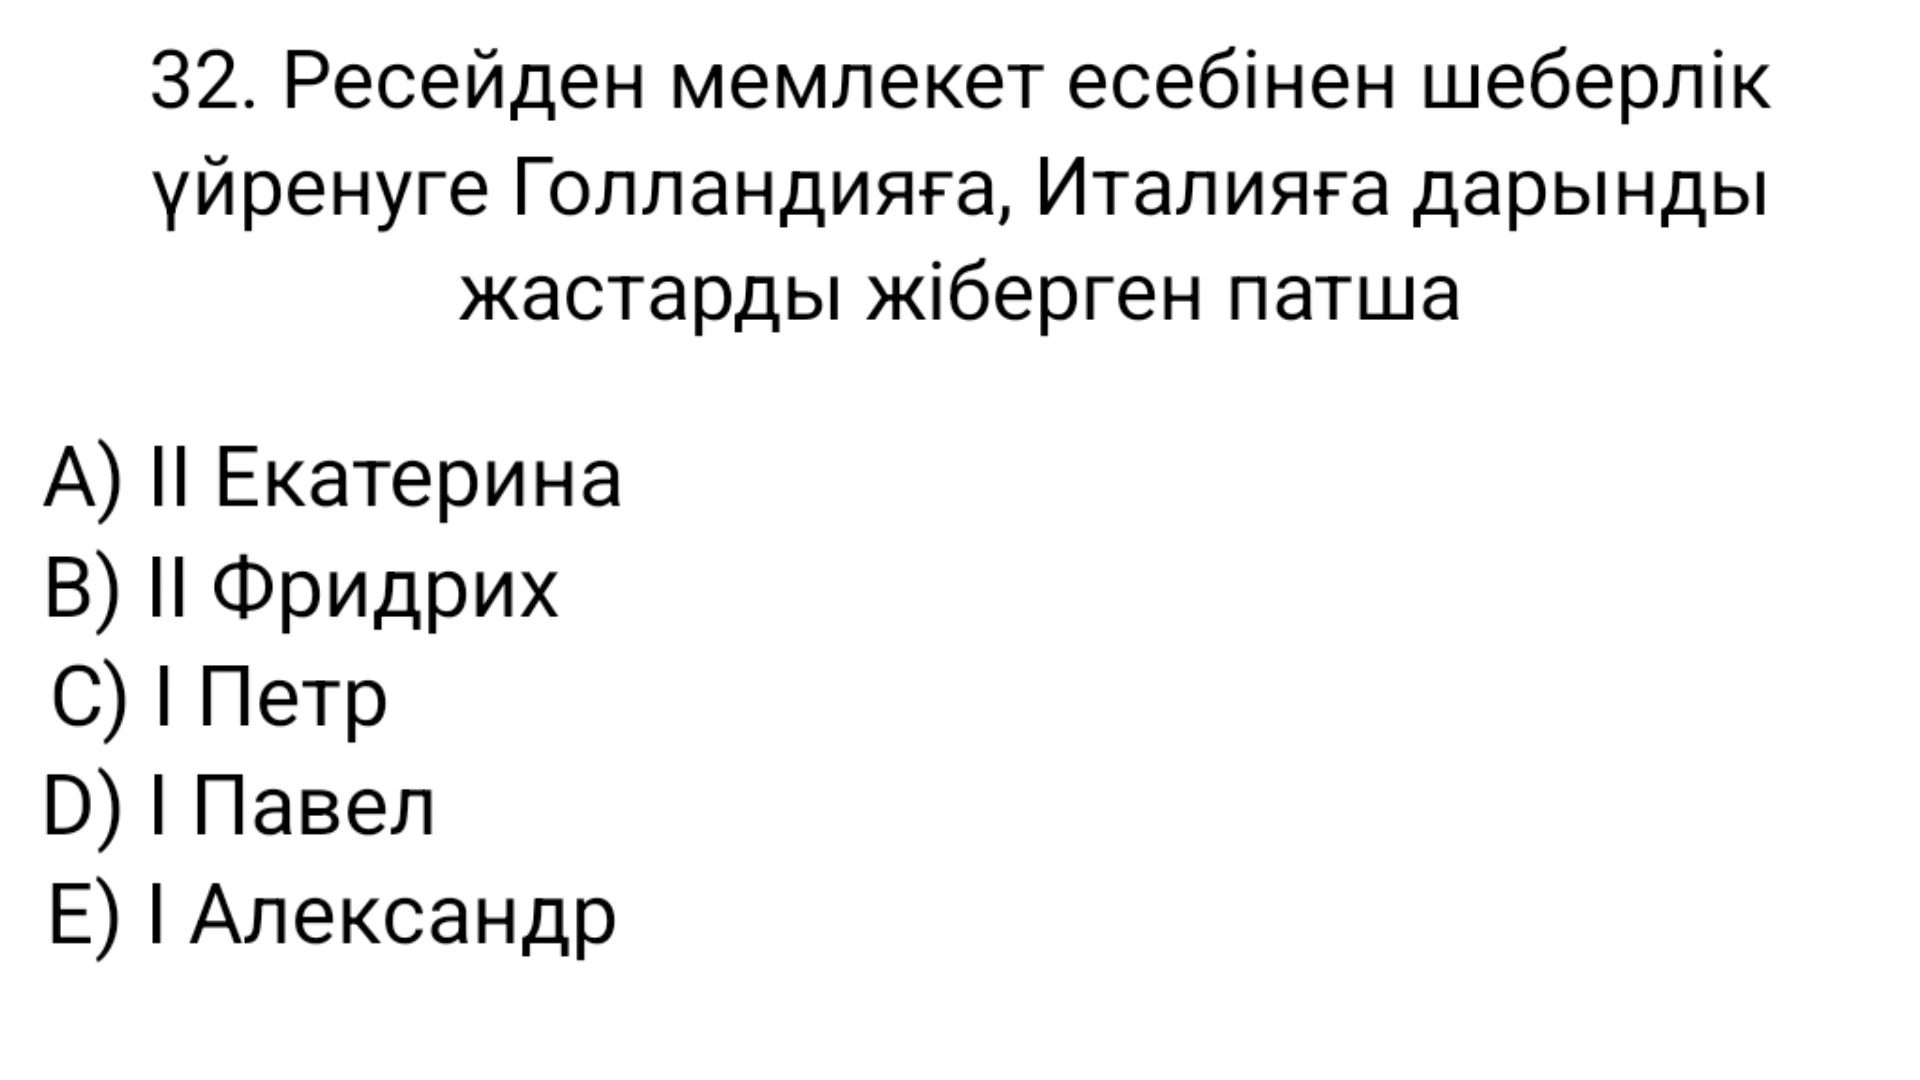 32. Ресейден мемлекет есебінен шеберлік
үйренуге Голландияға, Италияға дарынды
жастарды жіберген патша
A) II Екатерина
B) II Фридрих
C) I Петр
D) I Павел
E) I Александр